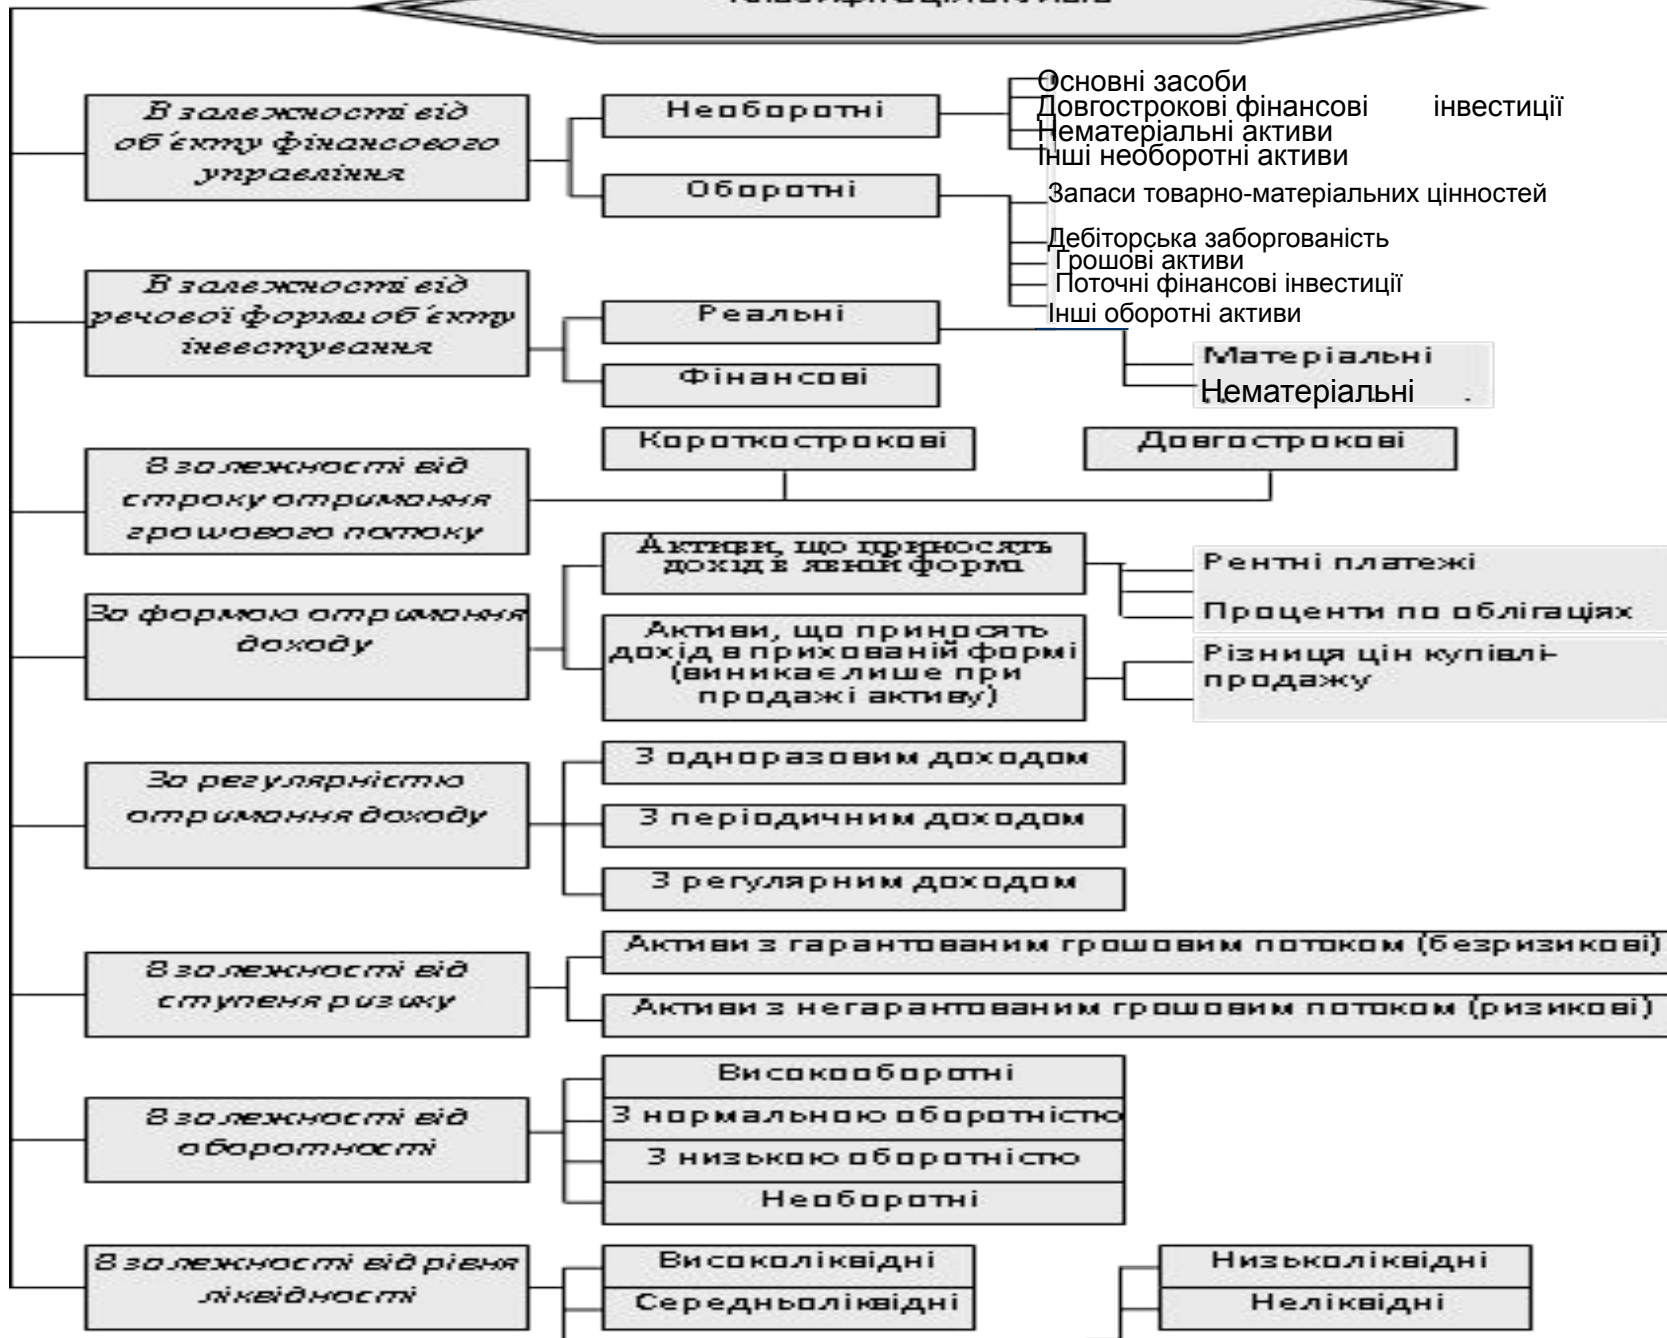 В залежності від
об´єкту фінансового
управління
Необоротні
Основні засоби
Довгострокові фінансові інвестиції
Нематеріальні активи
Інші необоротні активи
Оборотні
Запаси товарно-матеріальних цінностей
Дебіторська заборгованість
Грошові активи
Поточні фінансові інвестиції
Інші оборотні активи
В залежності від
речової форми об´єкту
інвестування
Реальні
Матеріальні
Нематеріальні
Фінансові
В залежності від
строку отримання
грошового потоку
Короткострокові
Довгострокові
За формою отримання
доходу
Активи, що приносять
дохід в явній формі
Рентні платежі
Проценти по облігаціях
Активи, що приносять
дохід в прихованій формі
(виникає лише при
продажі активу)
Різниця цін купівлі-
продажу
За регулярністю
отримання доходу
З одноразовим доходом
З періодичним доходом
З регулярним доходом
В залежності від
ступеня ризику
Активи з гарантованим грошовим потоком (безризикові)
Активи з негарантованим грошовим потоком (ризикові)
В залежності від
оборотності
Високооборотні
З нормальною оборотністю
З низькою оборотністю
Необоротні
В залежності від рівня
ліквідності
Високоліквідні
Середньоліквідні
Низьколіквідні
Неліквідні